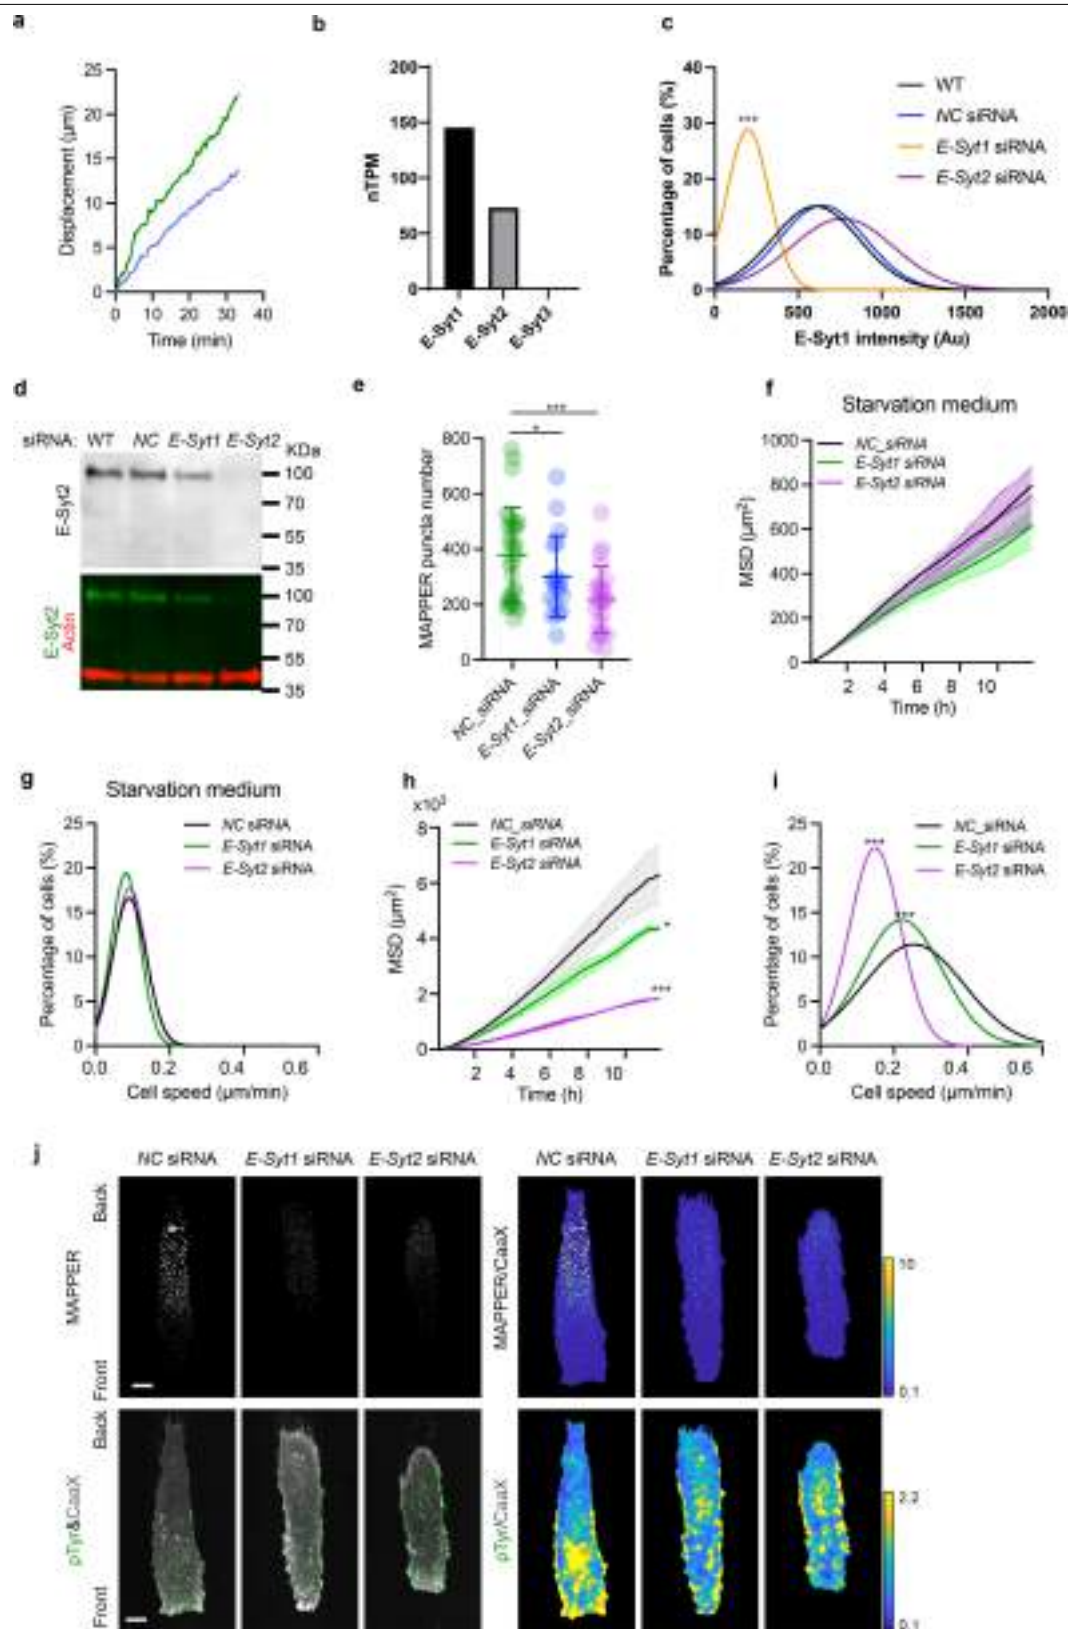 a
Displacement (µm)
25
20
15
10
5
0
0 10 20 30 40
Time (min)
b
nTPM
200
150
100
50
0
E-Syt1 E-Syt2 E-Syt3
c
Percentage of cells (%)
40
30
20
10
0
***
WT
NC siRNA
E-Syt1 siRNA
E-Syt2 siRNA
0 500 1000 1500 2000
E-Syt1 intensity (Au)
d
siRNA: WT NC E-Syt1 E-Syt2
KDa
E-Syt2
100
70
55
35
E-Syt2
Actin
100
70
55
35
e
MAPPER puncta number
***
*
800
600
400
200
0
NC_siRNA E-Syt1_siRNA E-Syt2_siRNA
f
Starvation medium
MSD (µm²)
1000
800
600
400
200
0
NC_siRNA
E-Syt1 siRNA
E-Syt2 siRNA
2 4 6 8 10
Time (h)
g
Starvation medium
Percentage of cells (%)
25
20
15
10
5
0
NC siRNA
E-Syt1 siRNA
E-Syt2 siRNA
0.0 0.2 0.4 0.6
Cell speed (µm/min)
h
MSD (µm²)
8
6
4
2
0
NC_siRNA
E-Syt1 siRNA
E-Syt2 siRNA
*
***
2 4 6 8 10
Time (h)
i
Percentage of cells (%)
25
20
15
10
5
0
***
***
NC_siRNA
E-Syt1 siRNA
E-Syt2 siRNA
0.0 0.2 0.4 0.6
Cell speed (µm/min)
j
NC siRNA E-Syt1 siRNA E-Syt2 siRNA
NC siRNA E-Syt1 siRNA E-Syt2 siRNA
MAPPER
Back
Front
MAPPER/CaaX
10
0.1
pTyr&CaaX
Back
Front
pTyr/CaaX
2.2
0.1